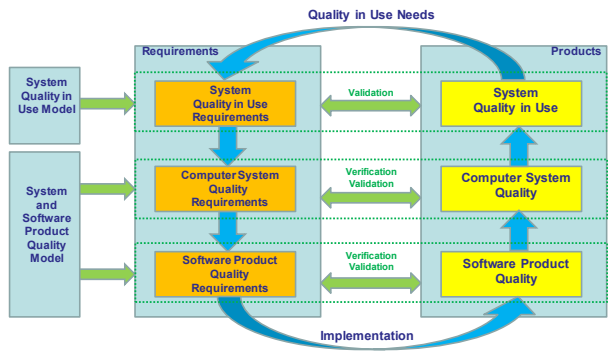 Quality in Use Needs
Requirements
Products
System
Quality in
Use Model
System
Quality in Use
Requirements
Validation
System
Quality in Use
System
and
Software
Product
Quality
Model
Computer System
Quality
Requirements
Verification
Validation
Computer System
Quality
Software Product
Quality
Requirements
Verification
Validation
Software Product
Quality
Implementation